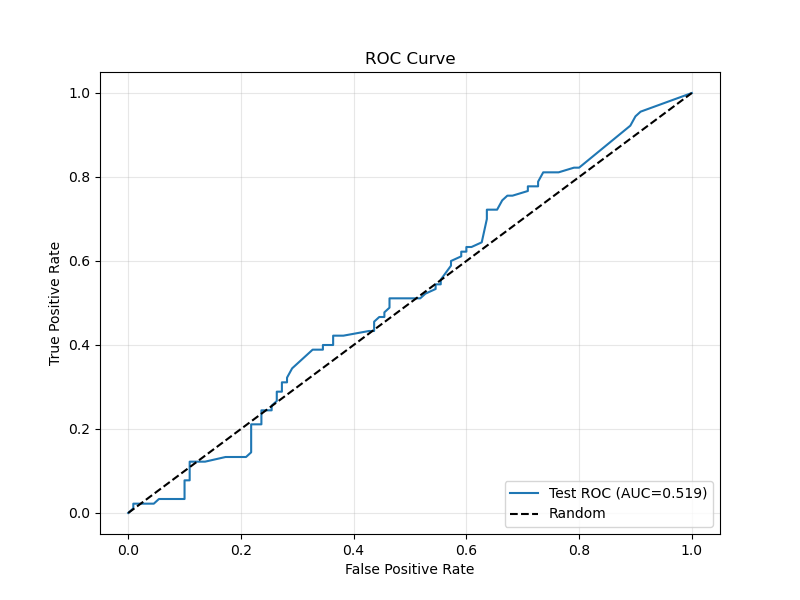 ROC Curve
1.0
0.8
0.6
0.4
0.2
0.0
True Positive Rate
Test ROC (AUC=0.519)
Random
0.0 0.2 0.4 0.6 0.8 1.0
False Positive Rate